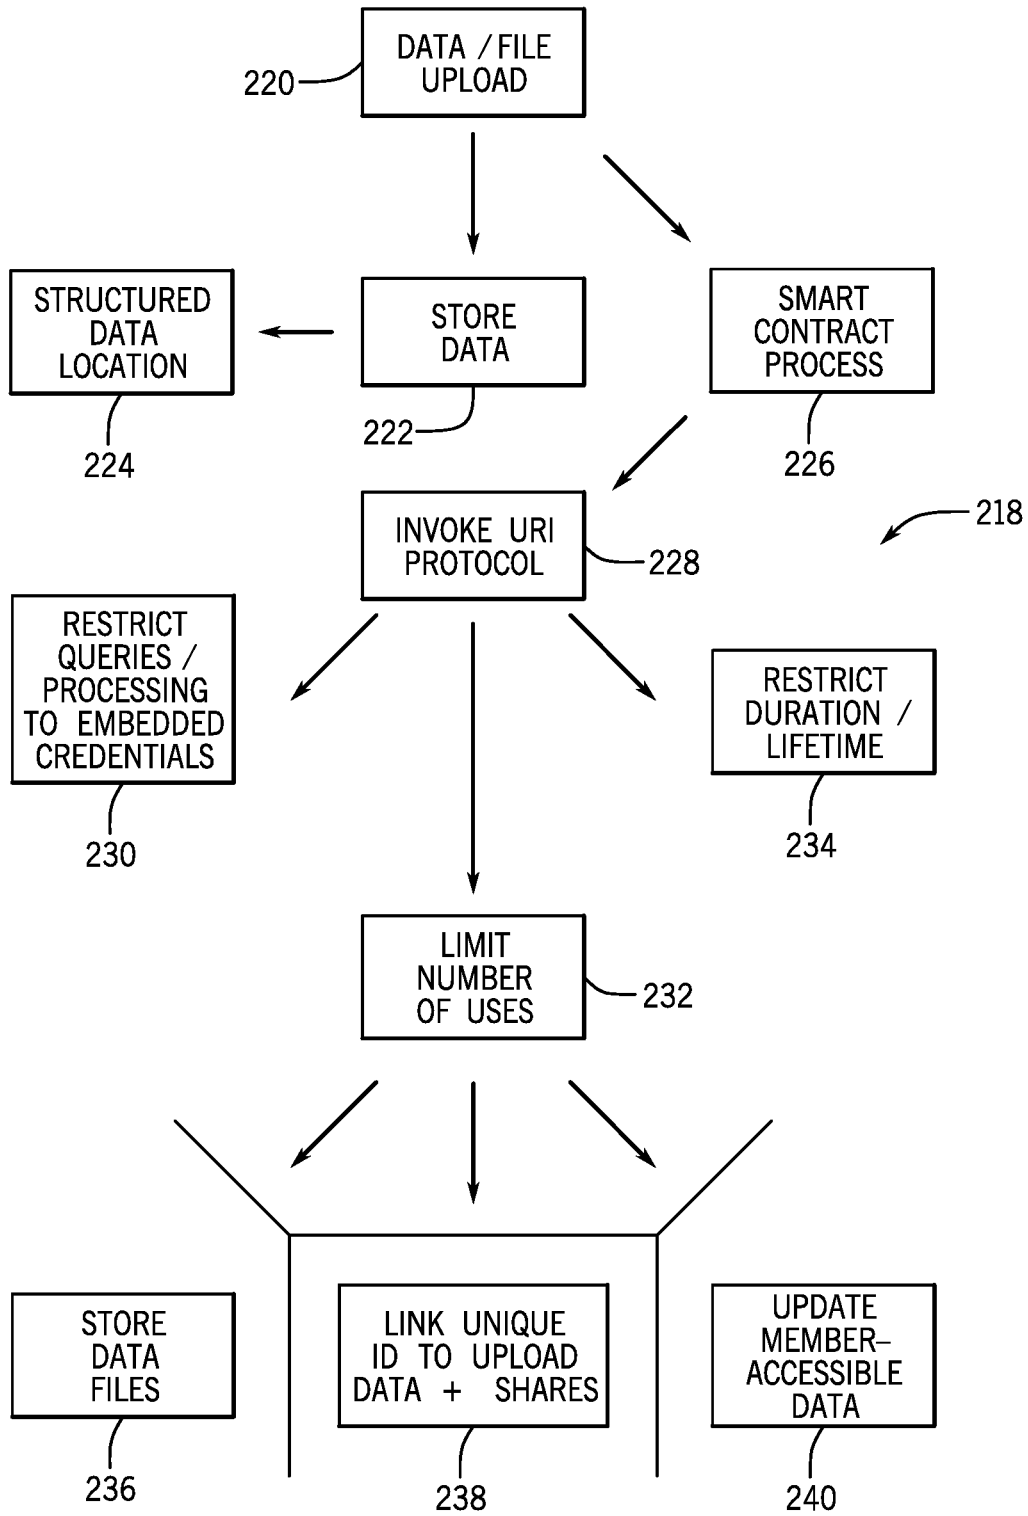 DATA / FILE
UPLOAD
220
STRUCTURED
DATA
LOCATION
224
STORE
DATA
222
SMART
CONTRACT
PROCESS
226
INVOKE URI
PROTOCOL
228
218
RESTRICT
QUERIES /
PROCESSING
TO EMBEDDED
CREDENTIALS
230
RESTRICT
DURATION /
LIFETIME
234
LIMIT
NUMBER
OF USES
232
STORE
DATA
FILES
236
LINK UNIQUE
ID TO UPLOAD
DATA + SHARES
238
UPDATE
MEMBER–
ACCESSIBLE
DATA
240